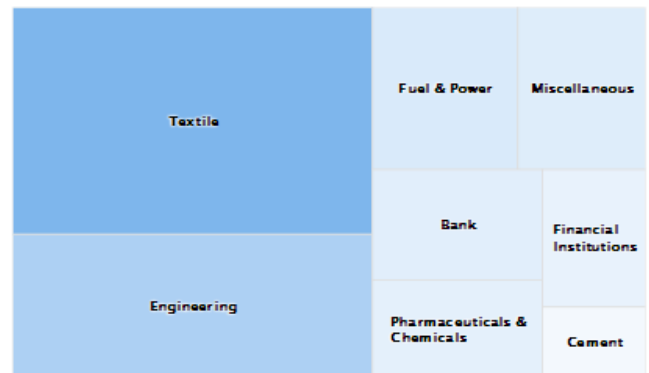 Textile
Fuel & Power
Miscellaneous
Bank
Financial
Institutions
Engineering
Pharmaceuticals &
Chemicals
Cement